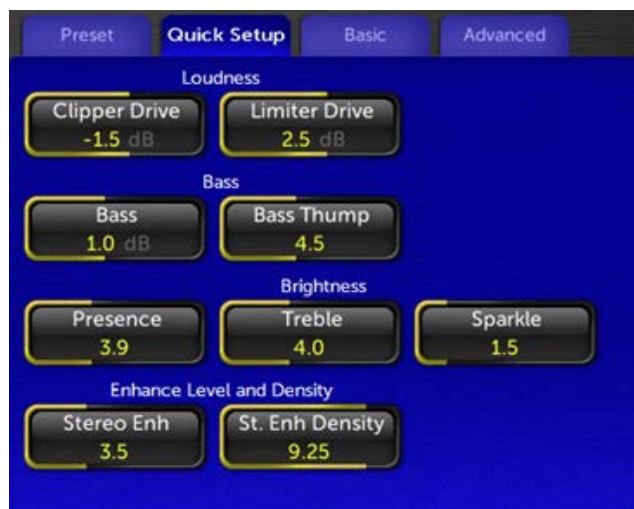 Preset Quick Setup Basic Advanced
Loudness
Clipper Drive Limiter Drive
-1.5 dB 2.5 dB
Bass
Bass Bass Thump
1.0 dB 4.5
Brightness
Presence Treble Sparkle
3.9 4.0 1.5
Enhance Level and Density
Stereo Enh St. Enh Density
3.5 9.25